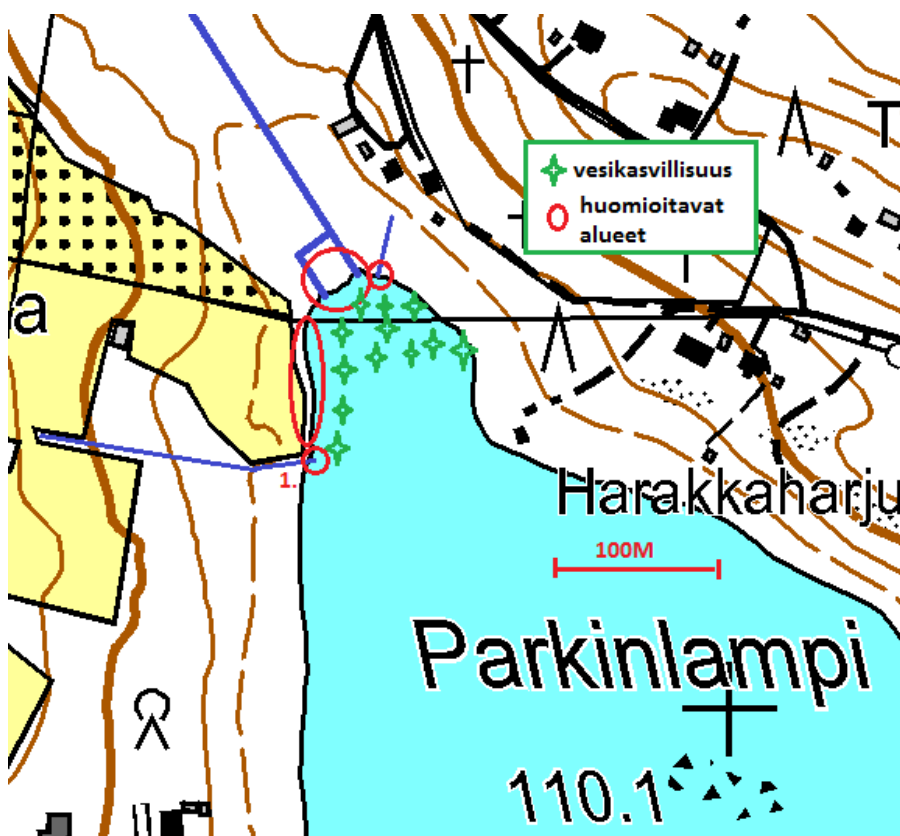 T
vesikasvillisuus
huomioitavat
alueet
a
1.
Harakkaharju
100M
Parkinlampi
110.1